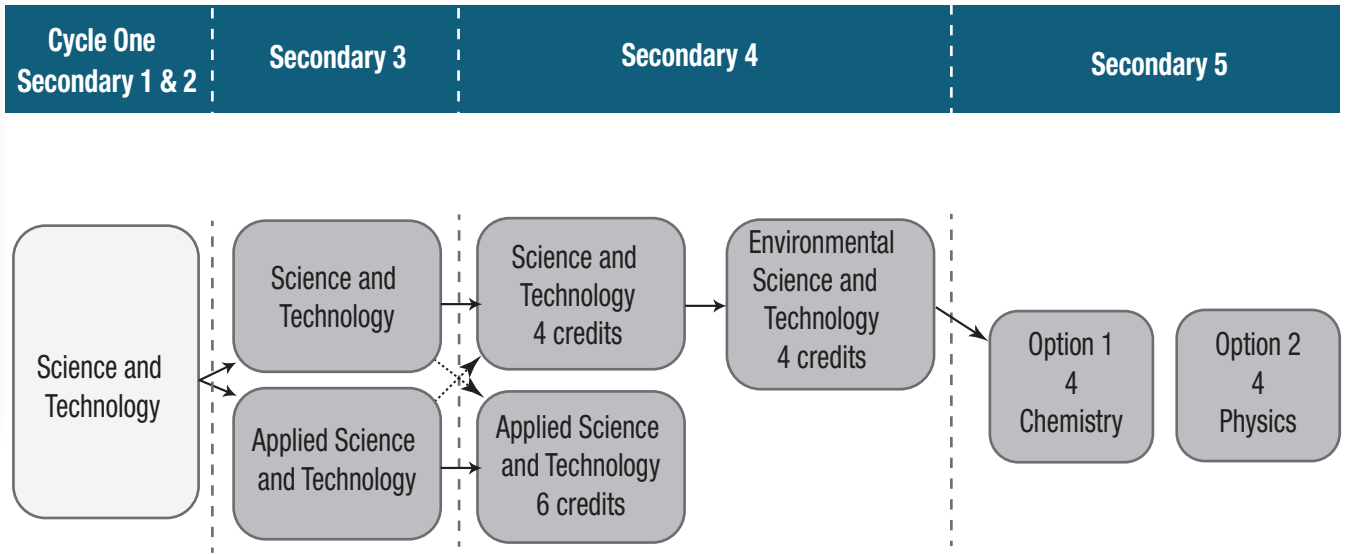 Cycle One
Secondary 1 & 2
Secondary 3
Secondary 4
Secondary 5
Science and
Technology
Science and
Technology
Applied Science
and Technology
Science and
Technology
4 credits
Applied Science
and Technology
6 credits
Environmental
Science and
Technology
4 credits
Option 1
4
Chemistry
Option 2
4
Physics